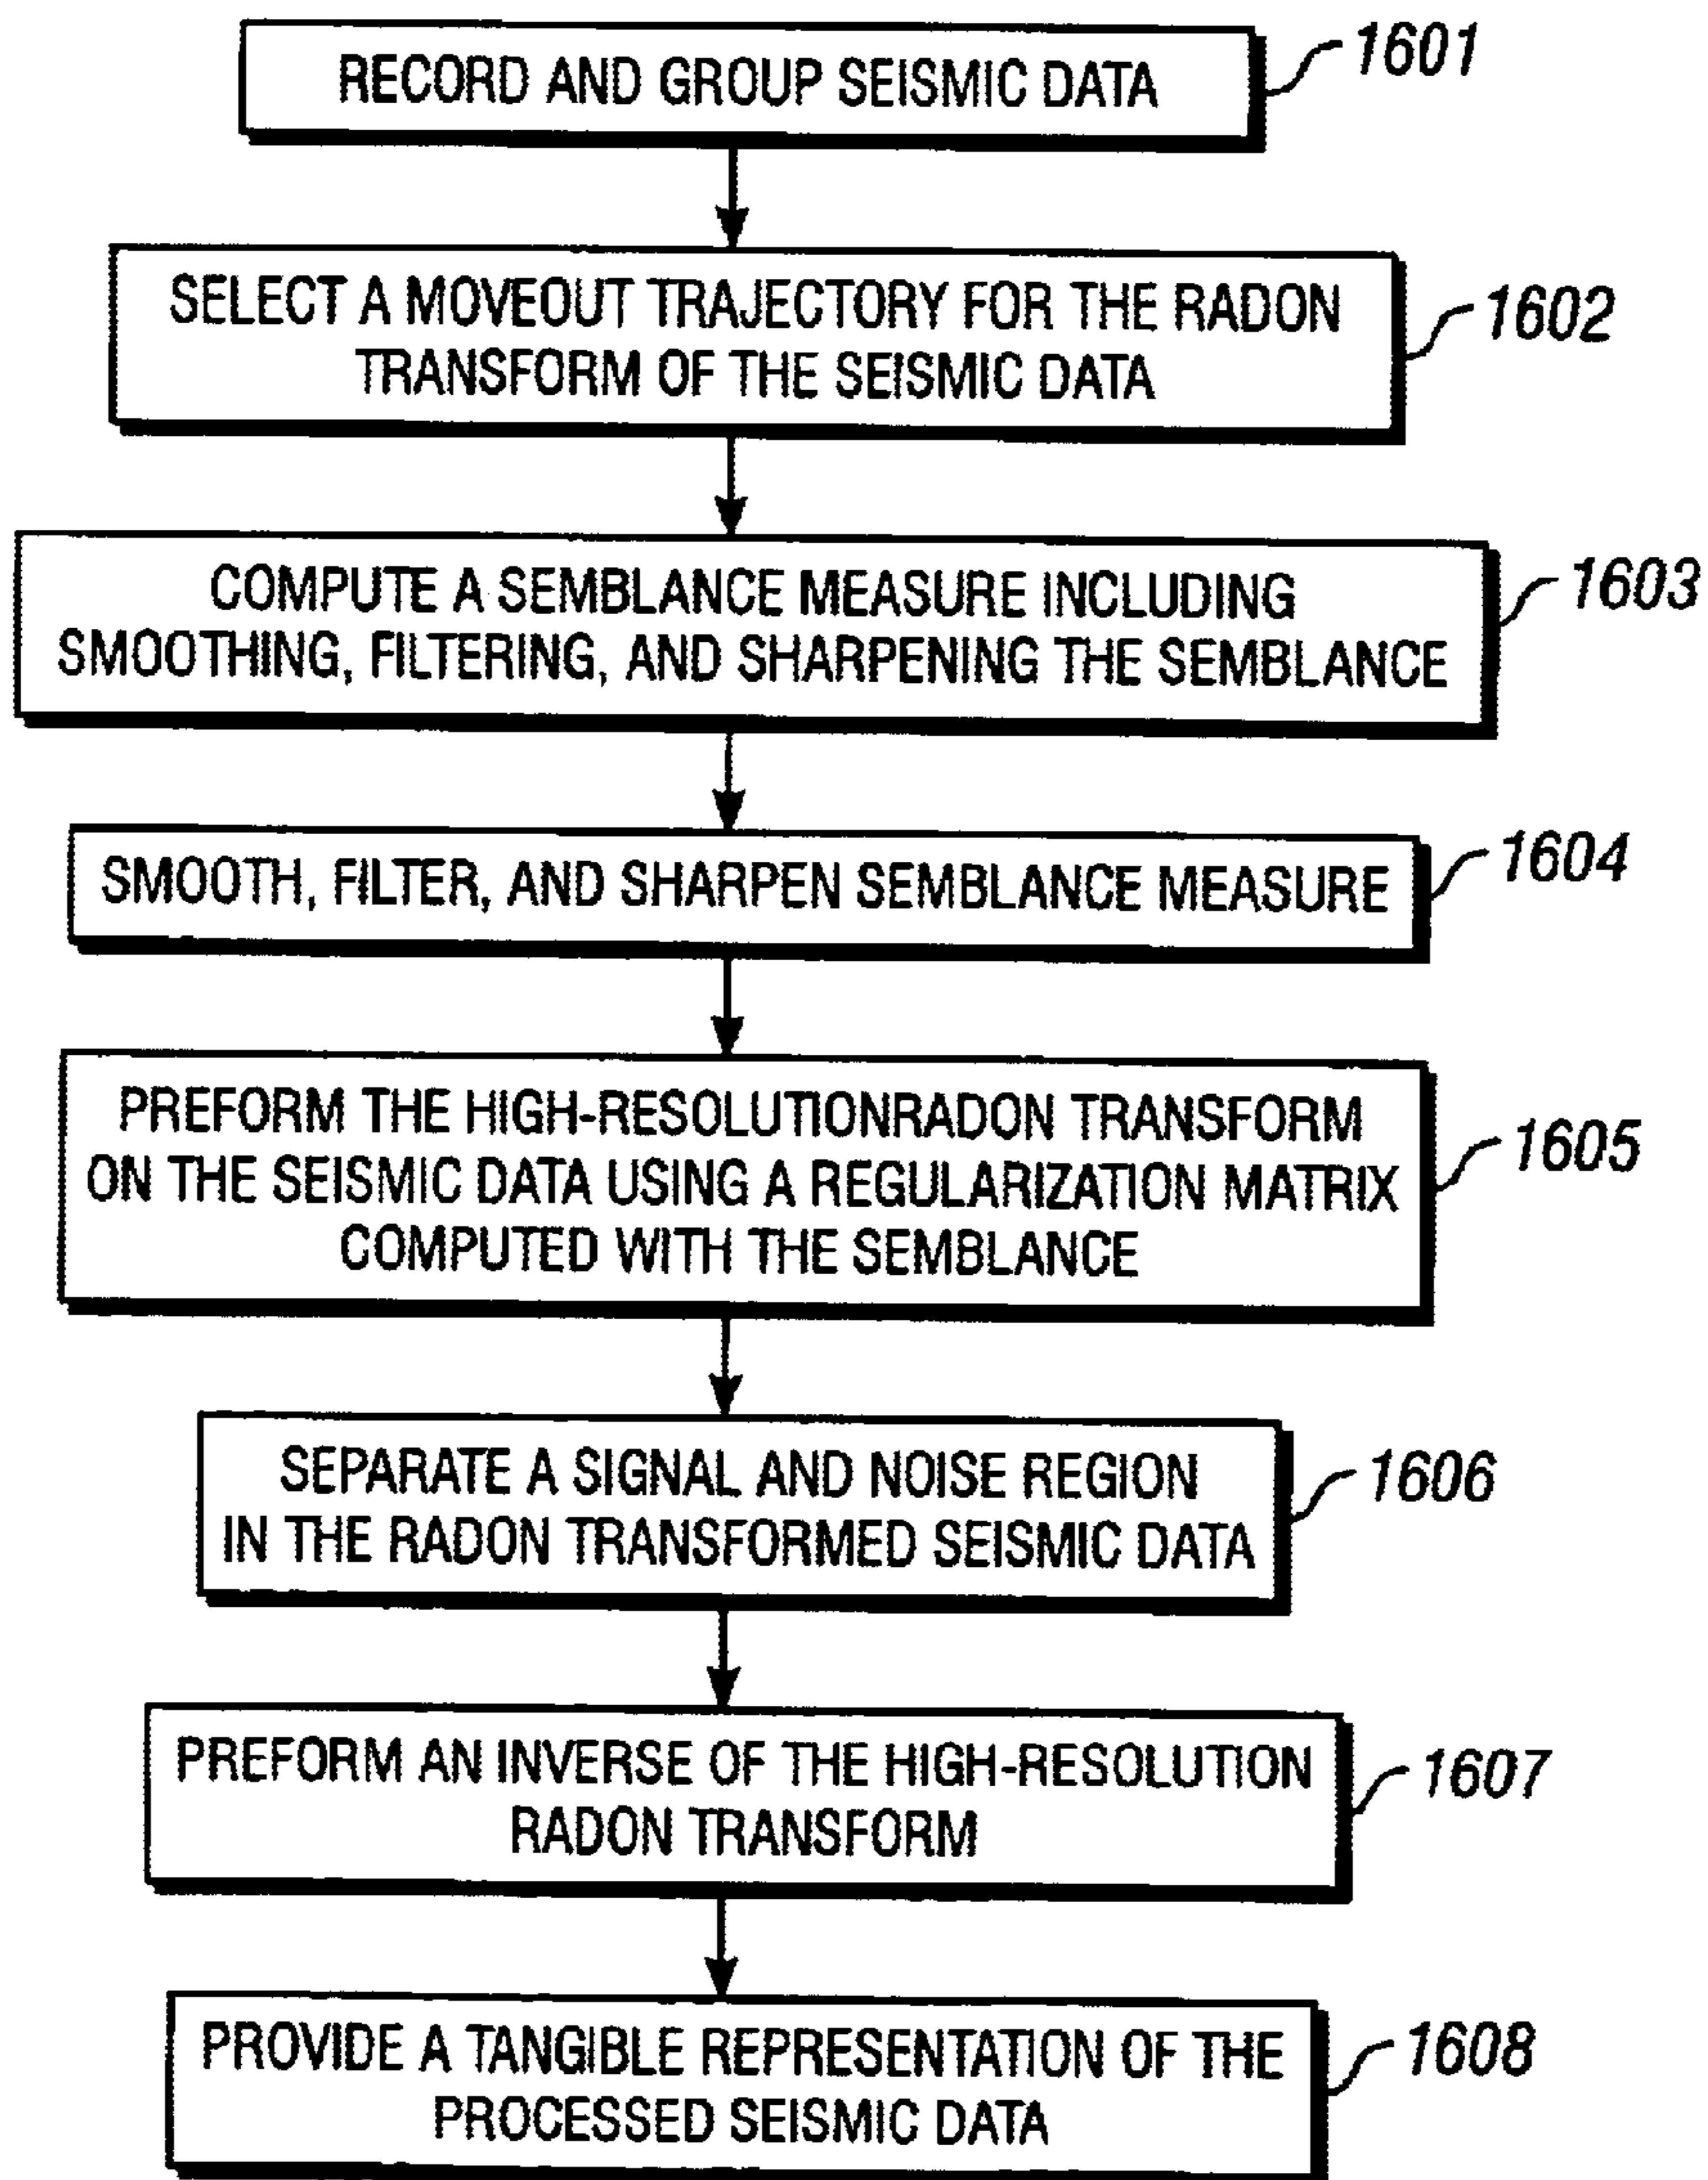 RECORD AND GROUP SEISMIC DATA
1601
SELECT A MOVEOUT TRAJECTORY FOR THE RADON
TRANSFORM OF THE SEISMIC DATA
1602
COMPUTE A SEMBLANCE MEASURE INCLUDING
SMOOTHING, FILTERING, AND SHARPENING THE SEMBLANCE
1603
SMOOTH, FILTER, AND SHARPEN SEMBLANCE MEASURE
1604
PREFORM THE HIGH-RESOLUTIONRADON TRANSFORM
ON THE SEISMIC DATA USING A REGULARIZATION MATRIX
COMPUTED WITH THE SEMBLANCE
1605
SEPARATE A SIGNAL AND NOISE REGION
IN THE RADON TRANSFORMED SEISMIC DATA
1606
PREFORM AN INVERSE OF THE HIGH-RESOLUTION
RADON TRANSFORM
1607
PROVIDE A TANGIBLE REPRESENTATION OF THE
PROCESSED SEISMIC DATA
1608